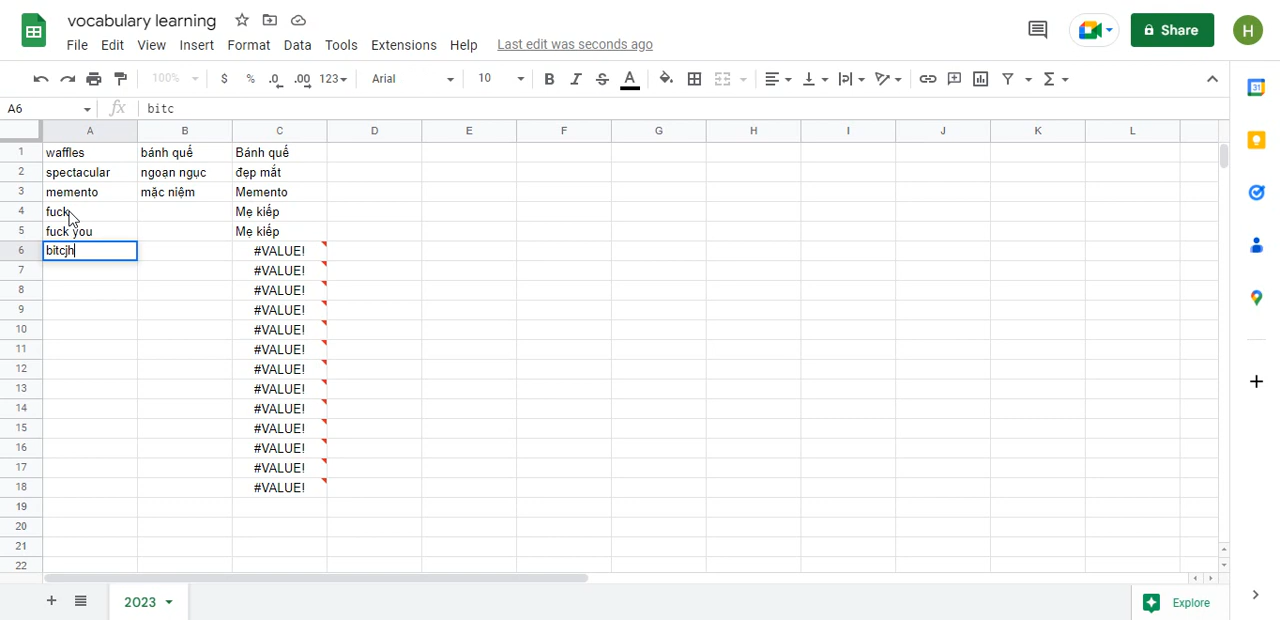 vocabulary learning
File Edit View Insert Format Data Tools Extensions Help Last edit was seconds ago
Share H
100% $ % .0 .00 123 Arial 10 B I S A Σ 31
A6 fx bitc
A B C D E F G H I J K L
1 waffles bánh quế Bánh quế
2 spectacular ngoạn ngục đẹp mắt
3 memento mặc niệm Memento
4 fuck Mẹ kiếp
5 fuck you Mẹ kiếp
6 bitcjh #VALUE!
7 #VALUE!
8 #VALUE!
9 #VALUE!
10 #VALUE!
11 #VALUE!
12 #VALUE!
13 #VALUE!
14 #VALUE!
15 #VALUE!
16 #VALUE!
17 #VALUE!
18 #VALUE!
19
20
21
22
2023 Explore